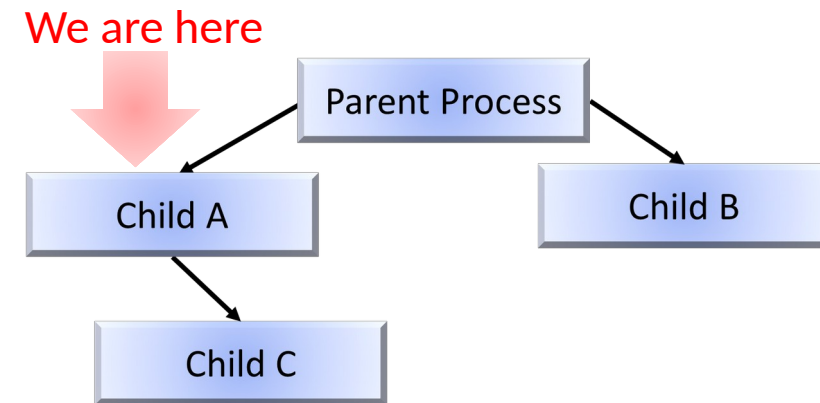 We are here
Parent Process
Child A
Child B
Child C